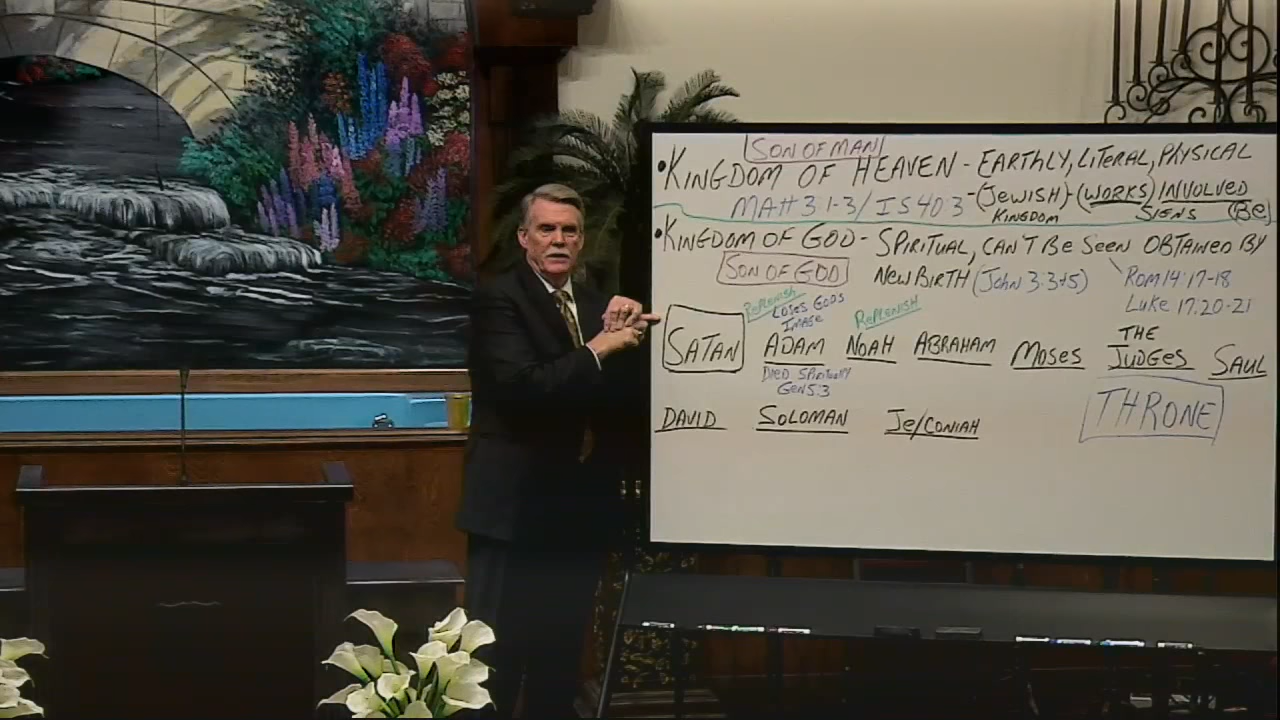 SON OF MAN
• KINGDOM OF HEAVEN - EARTHLY, LITERAL, PHYSICAL
MATT 3 1-3 / IS 40:3 - (JEWISH) - (WORKS) INVOLVED
KINGDOM SIGNS (BE)
• KINGDOM OF GOD - SPIRITUAL, CAN'T BE SEEN OBTAINED BY
SON OF GOD NEW BIRTH (John 3:3+5) Rom 14:17-18
Luke 17:20-21
REPLENISH LOSES GODS IMAGE REPLENISH
SATAN ADAM NOAH ABRAHAM MOSES THE JUDGES SAUL
DIED SPIRITUALLY
Gen 5:3
DAVID SOLOMAN Je/CONIAH THRONE